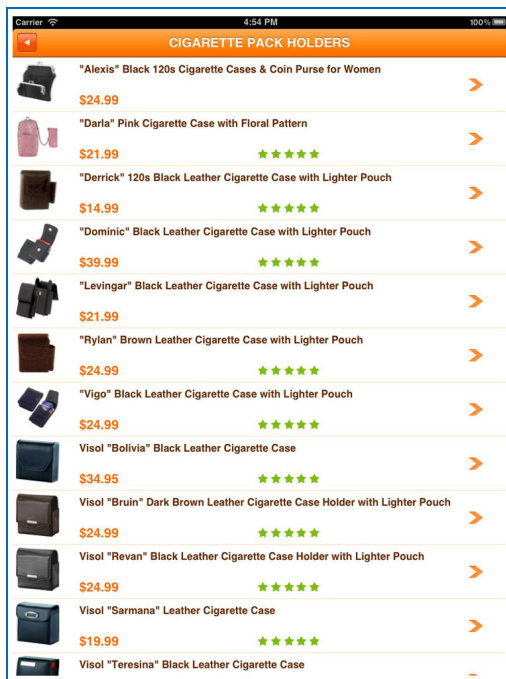 Carrier 4:54 PM 100%
CIGARETTE PACK HOLDERS
"Alexis" Black 120s Cigarette Cases & Coin Purse for Women
$24.99
"Darla" Pink Cigarette Case with Floral Pattern
$21.99
"Derrick" 120s Black Leather Cigarette Case with Lighter Pouch
$14.99
"Dominic" Black Leather Cigarette Case with Lighter Pouch
$39.99
"Levingar" Black Leather Cigarette Case with Lighter Pouch
$21.99
"Rylan" Brown Leather Cigarette Case with Lighter Pouch
$24.99
"Vigo" Black Leather Cigarette Case with Lighter Pouch
$24.99
Visol "Bolivia" Black Leather Cigarette Case
$34.95
Visol "Bruin" Dark Brown Leather Cigarette Case Holder with Lighter Pouch
$24.99
Visol "Revan" Black Leather Cigarette Case Holder with Lighter Pouch
$24.99
Visol "Sarmana" Leather Cigarette Case
$19.99
Visol "Teresina" Black Leather Cigarette Case